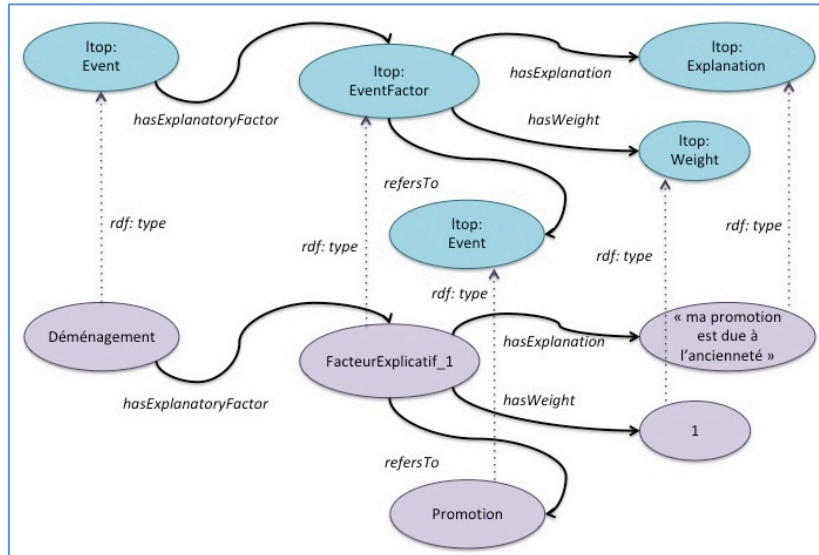 ltop:
Event
ltop:
EventFactor
ltop:
Explanation
hasExplanation
hasExplanatoryFactor
hasWeight
ltop:
Weight
refersTo
ltop:
Event
rdf: type
rdf: type
rdf: type
rdf: type
rdf: type
Déménagement
FacteurExplicatif_1
« ma promotion
est due à
l’ancienneté »
hasExplanation
hasExplanatoryFactor
hasWeight
1
refersTo
Promotion